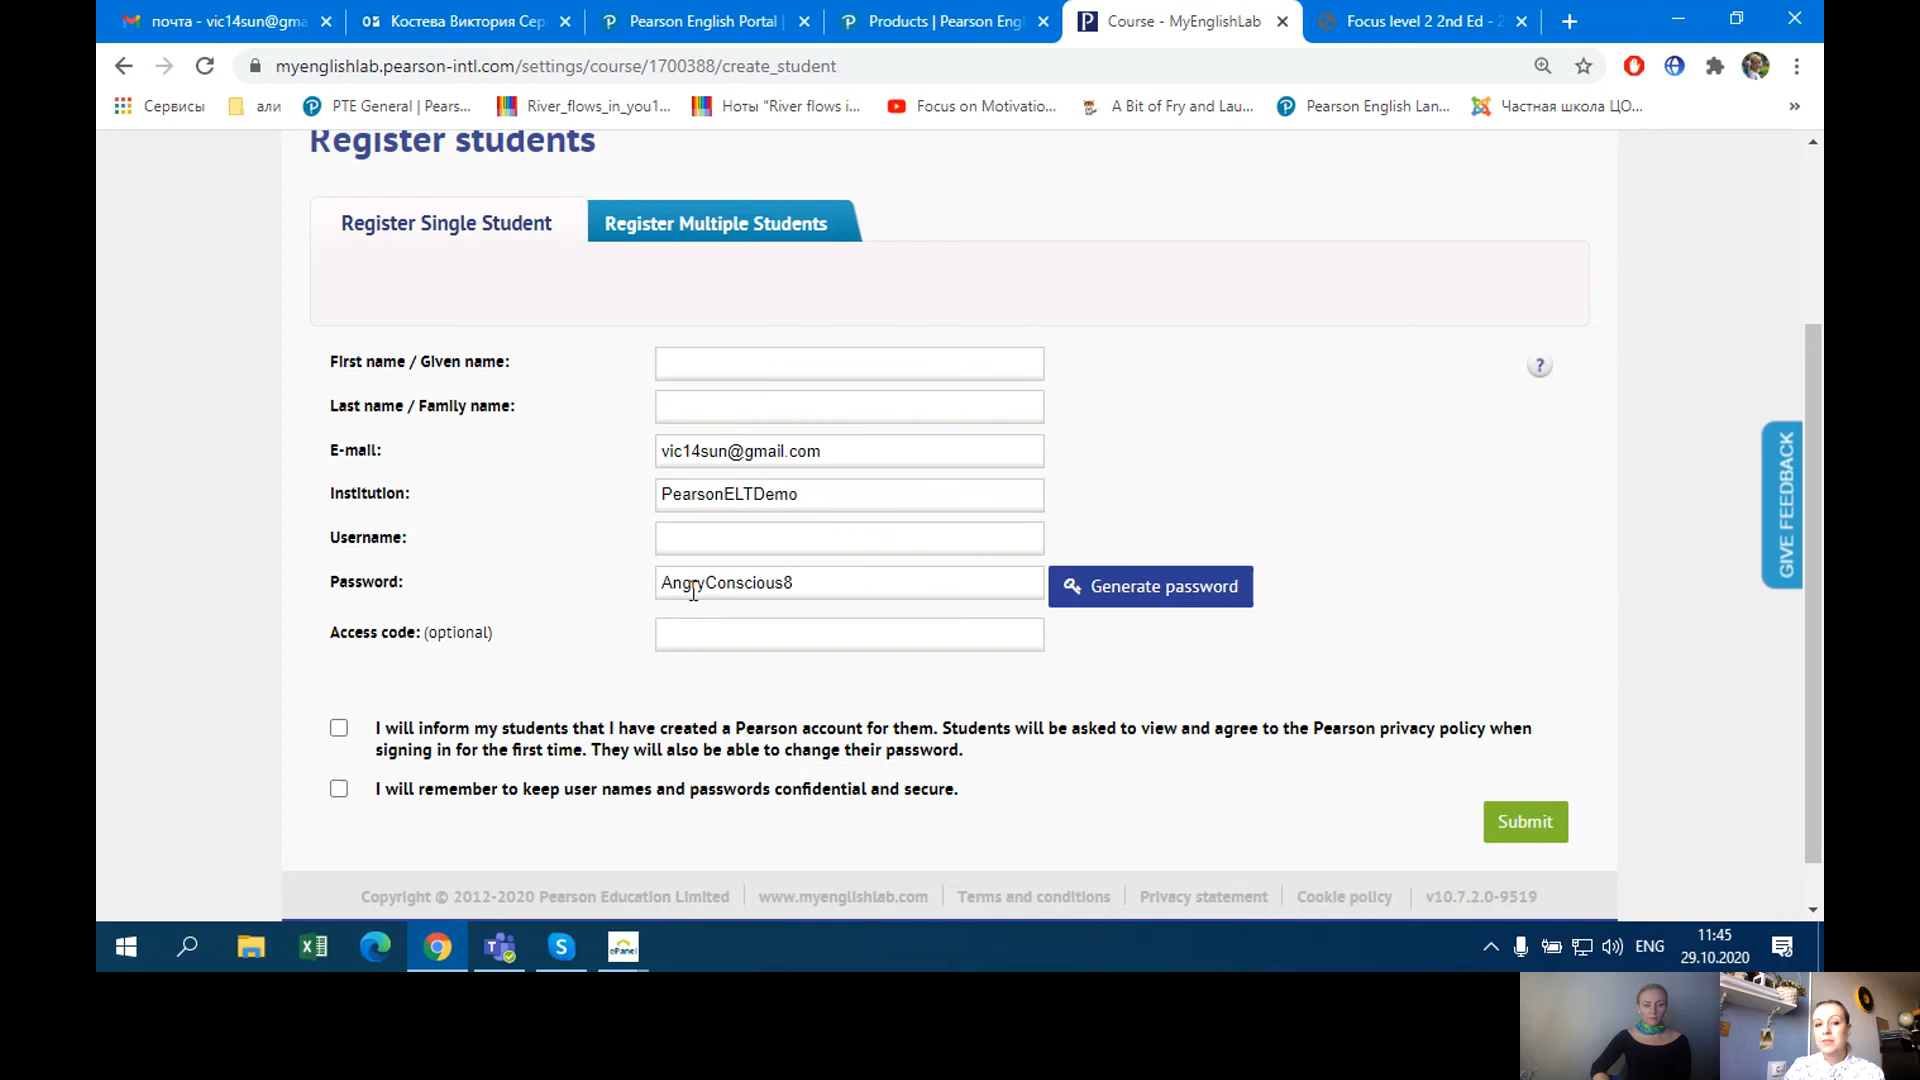 почта - vic14sun@gma
Костева Виктория Сер
Pearson English Portal |
Products | Pearson Engl
Course - MyEnglishLab
Focus level 2 2nd Ed - 2
myenglishlab.pearson-intl.com/settings/course/1700388/create_student
Сервисы
али
PTE General | Pears...
River_flows_in_you1...
Ноты "River flows i...
Focus on Motivatio...
A Bit of Fry and Lau...
Pearson English Lan...
Частная школа ЦО...
Register students
Register Single Student
Register Multiple Students
First name / Given name:
?
Last name / Family name:
E-mail:
vic14sun@gmail.com
Institution:
PearsonELTDemo
Username:
Password:
AngryConscious8
Generate password
Access code: (optional)
GIVE FEEDBACK
I will inform my students that I have created a Pearson account for them. Students will be asked to view and agree to the Pearson privacy policy when
signing in for the first time. They will also be able to change their password.
I will remember to keep user names and passwords confidential and secure.
Submit
Copyright © 2012-2020 Pearson Education Limited
www.myenglishlab.com
Terms and conditions
Privacy statement
Cookie policy
v10.7.2.0-9519
ePanel
ENG
11:45
29.10.2020